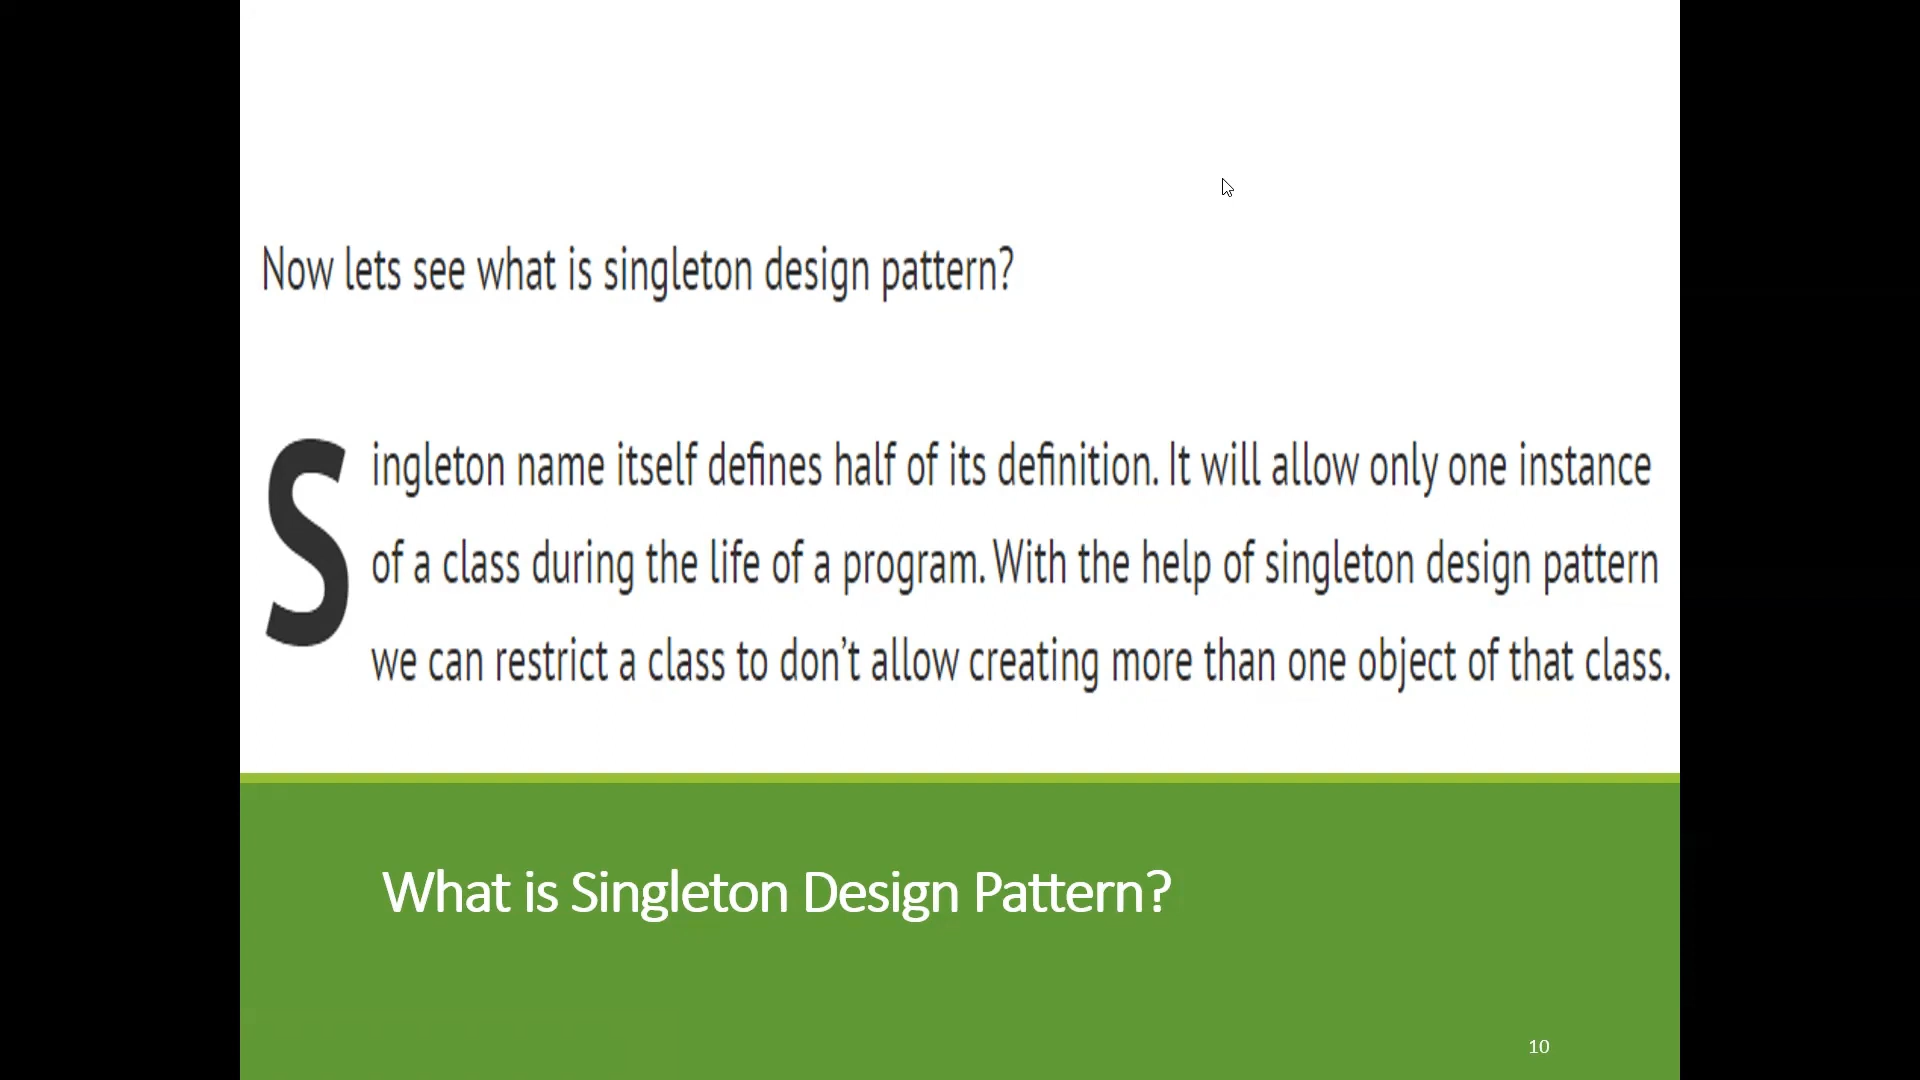 Now lets see what is singleton design pattern?
Singleton name itself defines half of its definition. It will allow only one instance
of a class during the life of a program. With the help of singleton design pattern
we can restrict a class to don’t allow creating more than one object of that class.
What is Singleton Design Pattern?
10